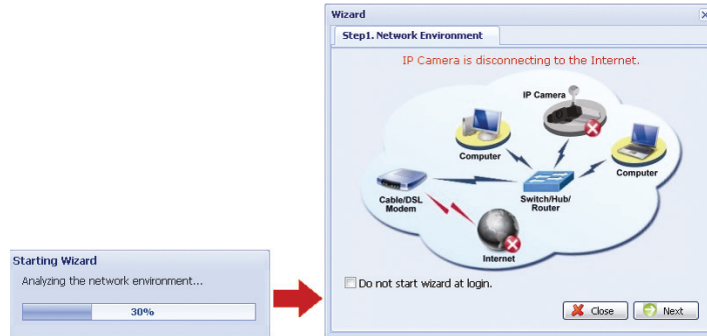 Starting Wizard
Analyzing the network environment...
30%
Wizard
Step1. Network Environment
IP Camera is disconnecting to the Internet.
IP Camera
Computer
Computer
Cable/DSL
Modem
Switch/Hub/
Router
Internet
Do not start wizard at login.
Close
Next